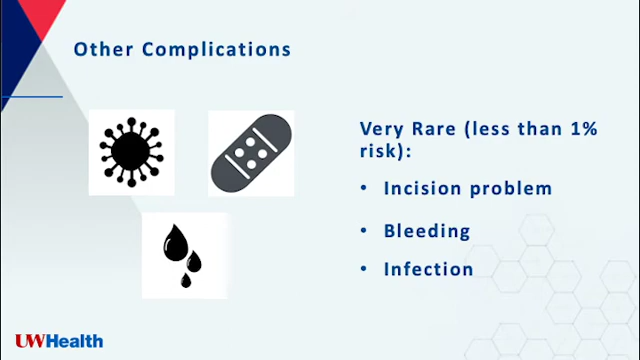 Other Complications
Very Rare (less than 1%
risk):
• Incision problem
• Bleeding
• Infection
UWHealth